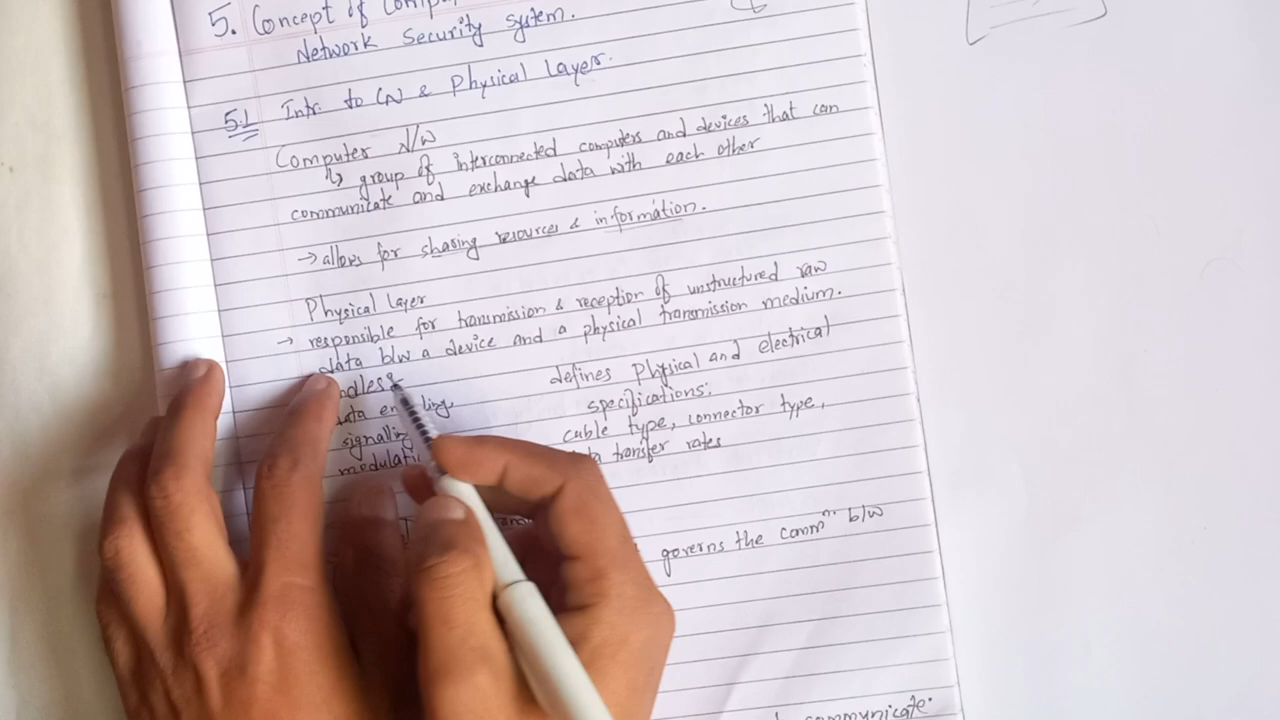 5. Concept of
Network Security System.
5.1 Intr. to CN & Physical Layer.
Computer N/W
↳ group of interconnected computers and devices that can
communicate and exchange data with each other
→ allows for sharing resources & information.
Physical Layer
→ responsible for transmission & reception of unstructured raw
data b/w a device and a physical transmission medium.
defines Physical and electrical
specifications:
signalling
cable type, connector type,
transfer rates
governs the commⁿ b/w
communicate.